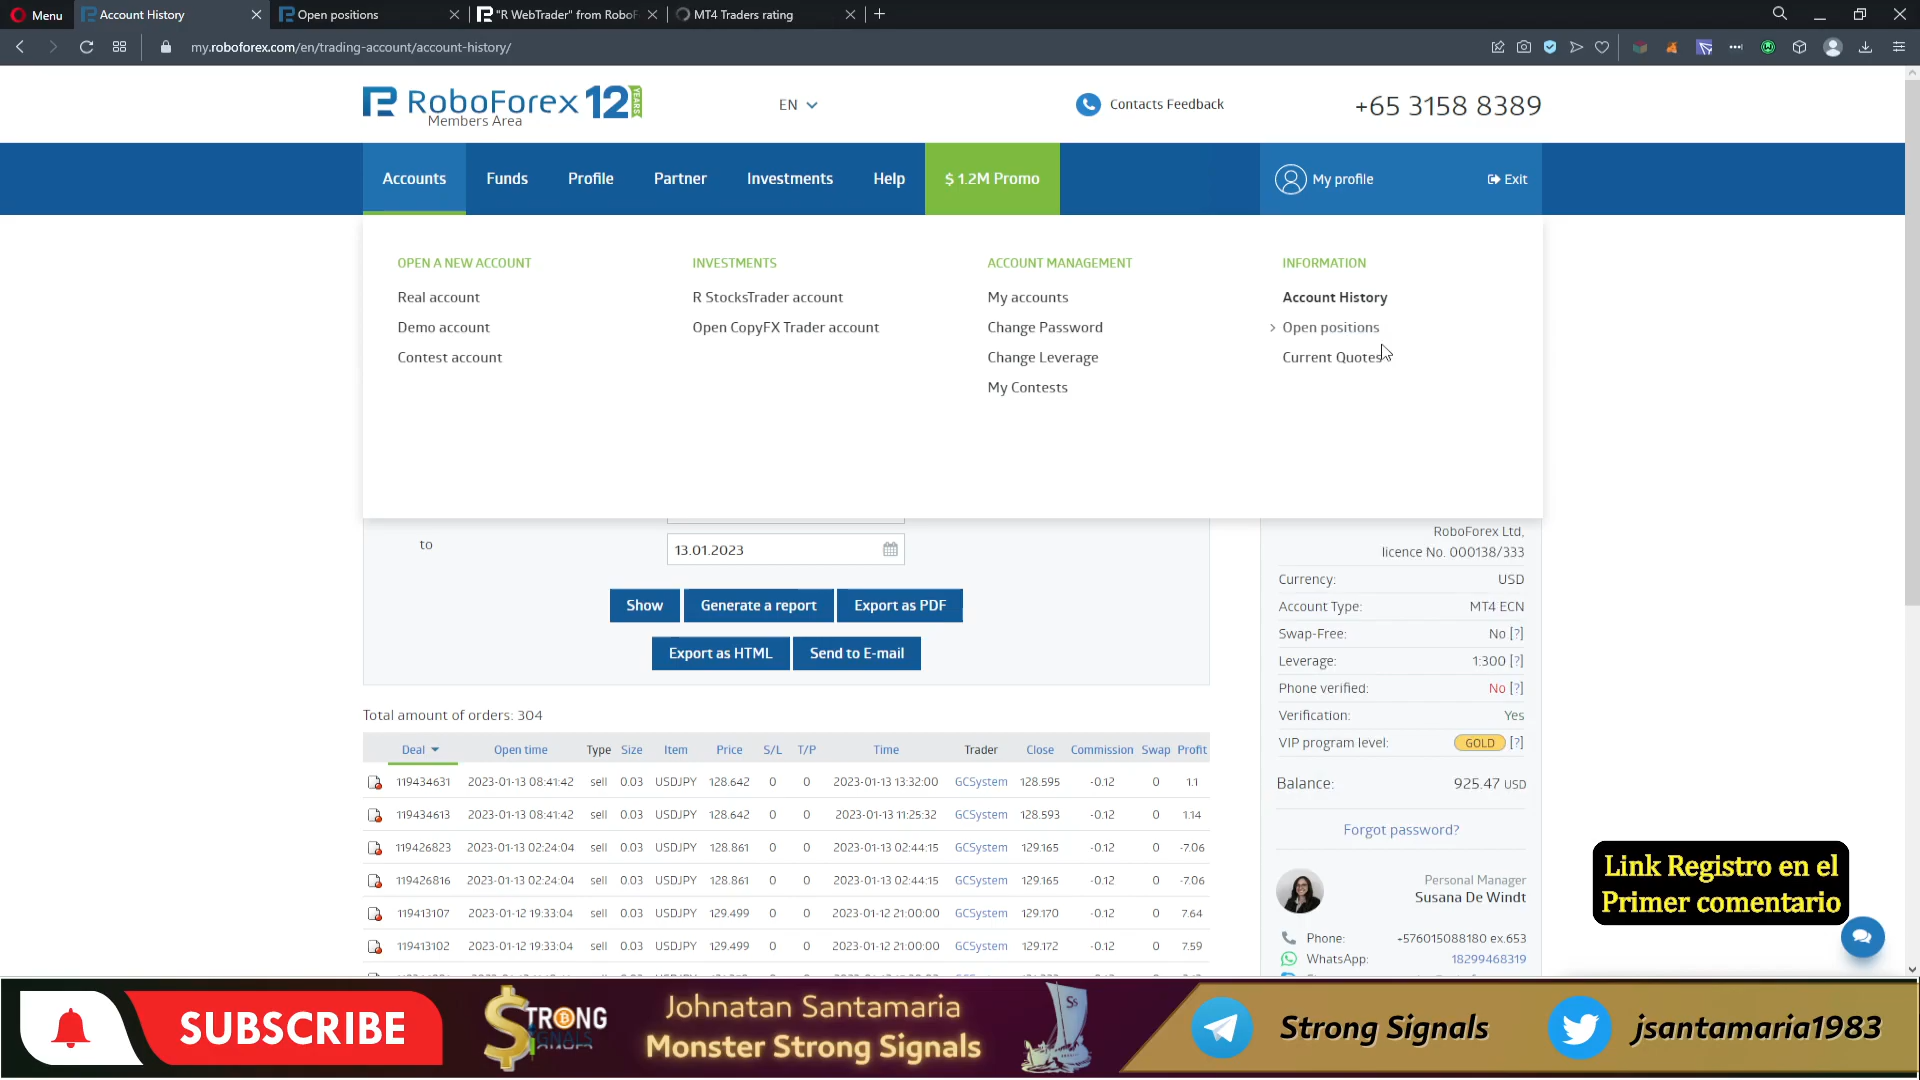 Menu
Account History
Open positions
"R WebTrader" from RoboF
MT4 Traders rating
my.roboforex.com/en/trading-account/account-history/
RoboForex 12 YEARS
Members Area
EN
Contacts Feedback
+65 3158 8389
Accounts
Funds
Profile
Partner
Investments
Help
$ 1.2M Promo
My profile
Exit
OPEN A NEW ACCOUNT
Real account
Demo account
Contest account
INVESTMENTS
R StocksTrader account
Open CopyFX Trader account
ACCOUNT MANAGEMENT
My accounts
Change Password
Change Leverage
My Contests
INFORMATION
Account History
Open positions
Current Quotes
to
13.01.2023
Show
Generate a report
Export as PDF
Export as HTML
Send to E-mail
Total amount of orders: 304
Deal Open time Type Size Item Price S/L T/P Time Trader Close Commission Swap Profit
119434631 2023-01-13 08:41:42 sell 0.03 USDJPY 128.642 0 0 2023-01-13 13:32:00 GCSystem 128.595 -0.12 0 1.1
119434613 2023-01-13 08:41:42 sell 0.03 USDJPY 128.642 0 0 2023-01-13 11:25:32 GCSystem 128.593 -0.12 0 1.14
119426823 2023-01-13 02:24:04 sell 0.03 USDJPY 128.861 0 0 2023-01-13 02:44:15 GCSystem 129.165 -0.12 0 -7.06
119426816 2023-01-13 02:24:04 sell 0.03 USDJPY 128.861 0 0 2023-01-13 02:44:15 GCSystem 129.165 -0.12 0 -7.06
119413107 2023-01-12 19:33:04 sell 0.03 USDJPY 129.499 0 0 2023-01-12 21:00:00 GCSystem 129.170 -0.12 0 7.64
119413102 2023-01-12 19:33:04 sell 0.03 USDJPY 129.499 0 0 2023-01-12 21:00:00 GCSystem 129.172 -0.12 0 7.59
RoboForex Ltd,
licence No. 000138/333
Currency: USD
Account Type: MT4 ECN
Swap-Free: No [?]
Leverage: 1:300 [?]
Phone verified: No [?]
Verification: Yes
VIP program level: GOLD [?]
Balance: 925.47 USD
Forgot password?
Personal Manager
Susana De Windt
Phone: +576015088180 ex.653
WhatsApp: 18299468319
Link Registro en el
Primer comentario
SUBSCRIBE
STRONG
SIGNALS
Johnatan Santamaria
Monster Strong Signals
Strong Signals
jsantamaria1983